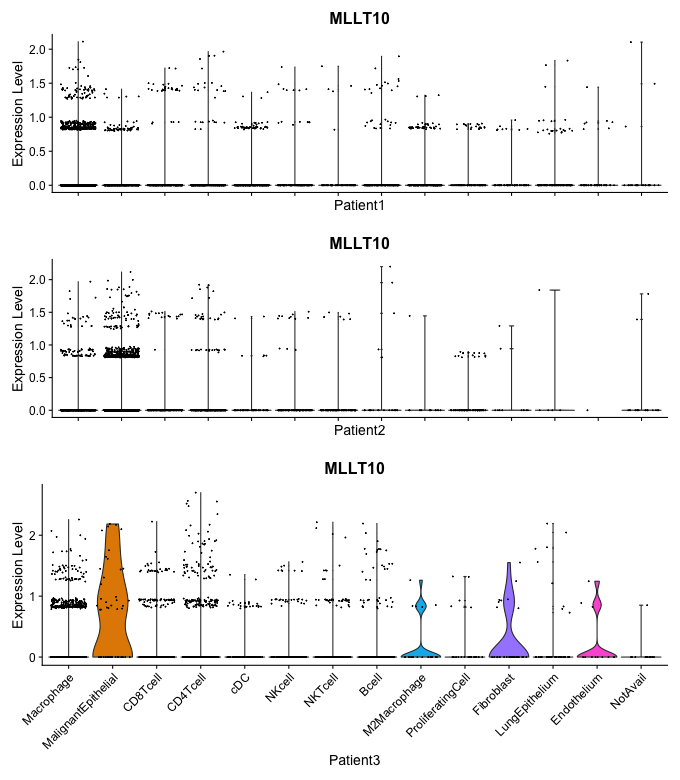 MLLT10
Expression Level
2.0
1.5
1.0
0.5
0.0
Patient1
MLLT10
Expression Level
2.0
1.5
1.0
0.5
0.0
Patient2
MLLT10
Expression Level
2
1
0
Macrophage
MalignantEpithelial
CD8Tcell
CD4Tcell
cDC
NKcell
NKTcell
Bcell
M2Macrophage
ProliferatingCell
Fibroblast
LungEpithelium
Endothelium
NotAvail
Patient3